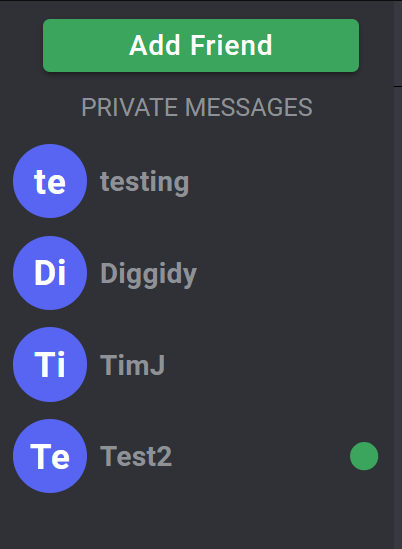 Add Friend
PRIVATE MESSAGES
te testing
Di Diggidy
Ti TimJ
Te Test2